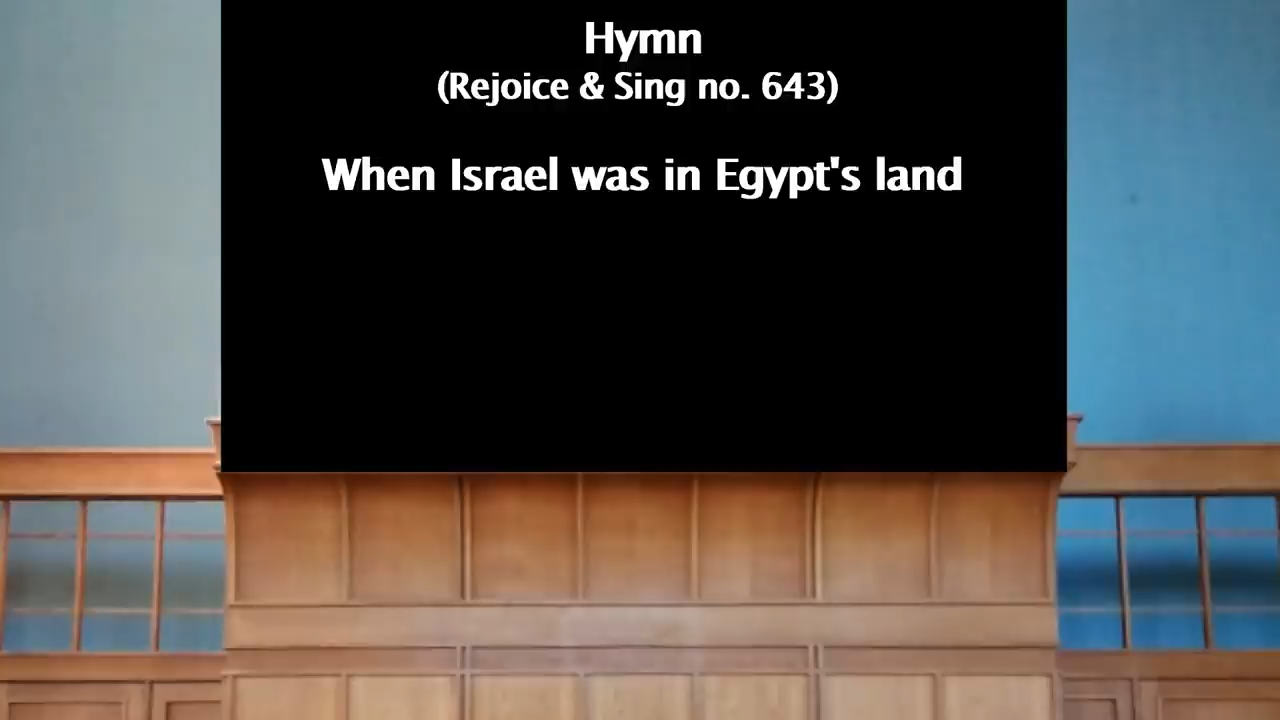 Hymn
(Rejoice & Sing no. 643)
When Israel was in Egypt's land